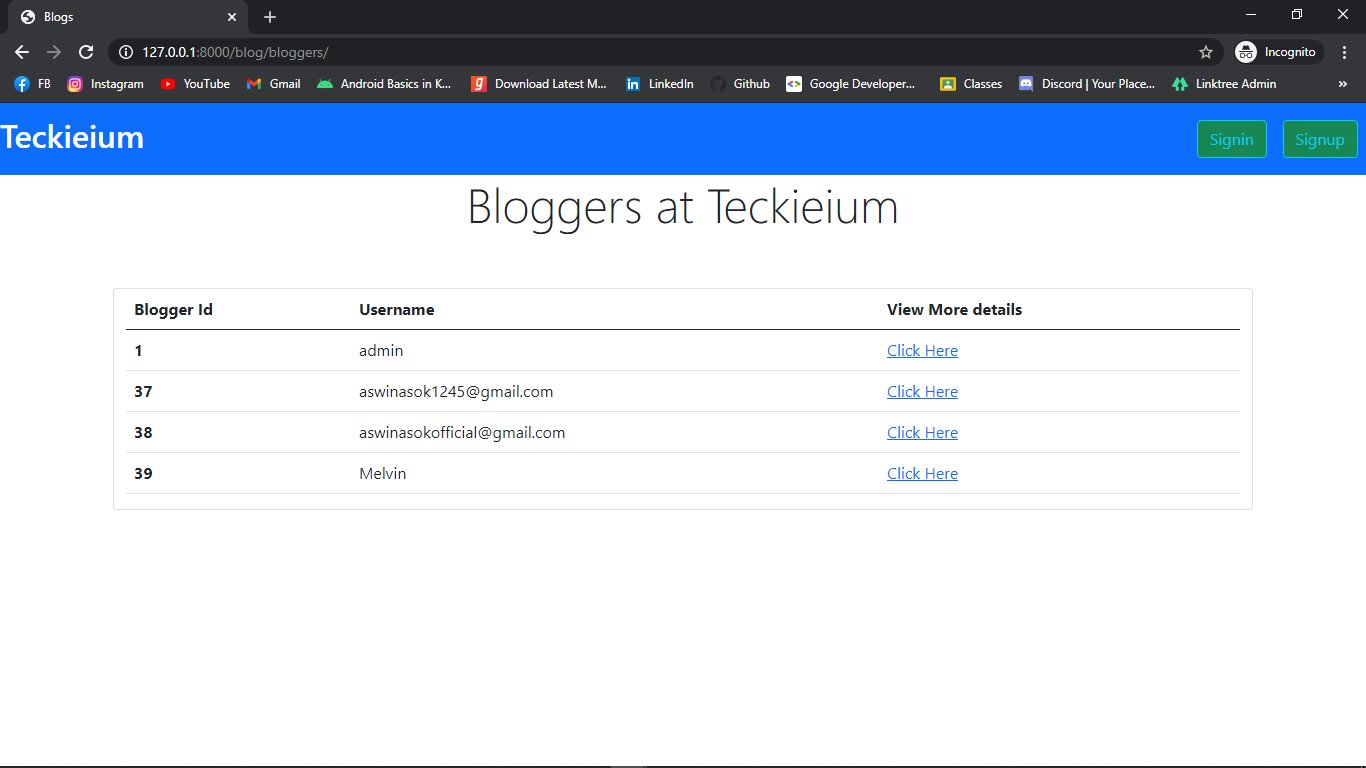 Blogs
127.0.0.1:8000/blog/bloggers/ Incognito
FB Instagram YouTube Gmail Android Basics in K... Download Latest M... LinkedIn Github Google Developer... Classes Discord | Your Place... Linktree Admin »
Teckieium Signin Signup
Bloggers at Teckieium
Blogger Id Username View More details
1 admin Click Here
37 aswinasok1245@gmail.com Click Here
38 aswinasokofficial@gmail.com Click Here
39 Melvin Click Here